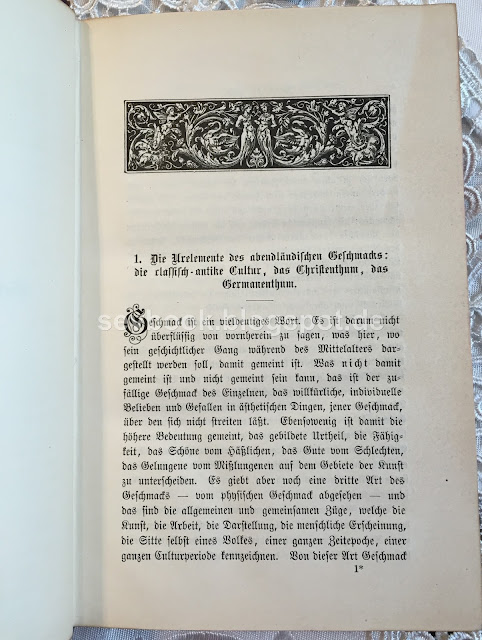 1. Die Urelemente des abendländischen Geschmacks:
die classisch-antike Cultur, das Christenthum, das
Germanenthum.
Geschmack ist ein vieldeutiges Wort. Es ist darum nicht
überflüssig von vornherein zu sagen, was hier, wo
sein geschichtlicher Gang während des Mittelalters dar-
gestellt werden soll, damit gemeint ist. Was nicht damit
gemeint ist und nicht gemeint sein kann, das ist der zu-
fällige Geschmack des Einzelnen, das willkürliche, individuelle
Belieben und Gefallen in ästhetischen Dingen, jener Geschmack,
über den sich nicht streiten läßt. Ebensowenig ist damit die
höhere Bedeutung gemeint, das gebildete Urtheil, die Fähig-
keit, das Schöne vom Häßlichen, das Gute vom Schlechten,
das Gelungene vom Mißlungenen auf dem Gebiete der Kunst
zu unterscheiden. Es giebt aber noch eine dritte Art des
Geschmacks — vom physischen Geschmack abgesehen — und
das sind die allgemeinen und gemeinsamen Züge, welche die
Kunst, die Arbeit, die Darstellung, die menschliche Erscheinung,
die Sitte selbst eines Volkes, einer ganzen Zeitepoche, einer
ganzen Culturperiode kennzeichnen. Von dieser Art Geschmack
1*